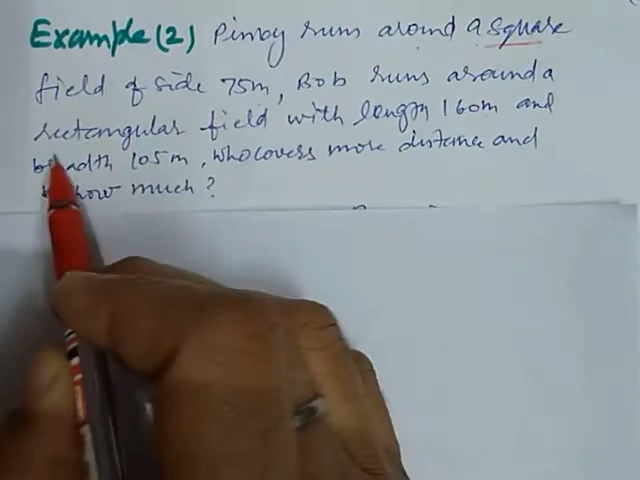 Example (2) Pinky runs around a square
field of side 75m, Bob runs around a
rectangular field with length 160m and
breadth 105m, who covers more distance and
how much?